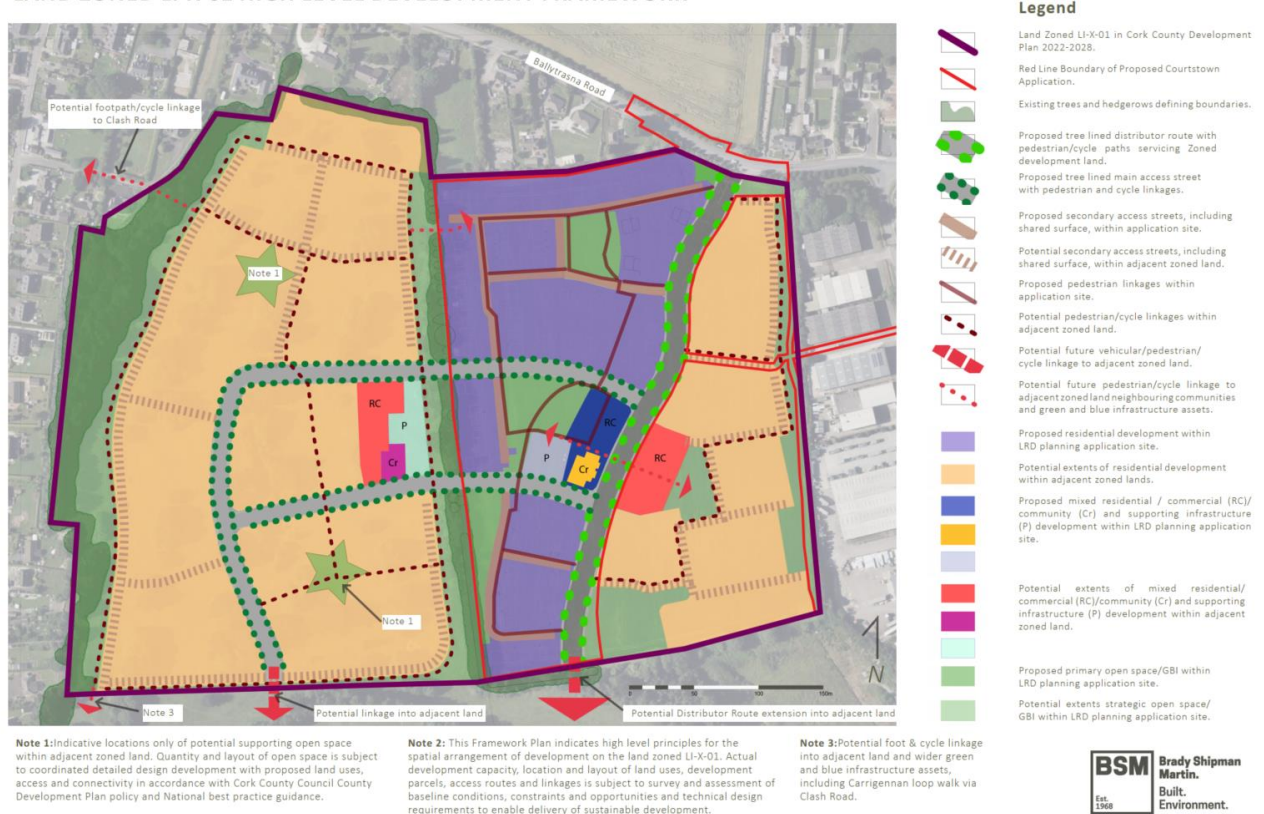 Legend
Land Zoned LI-X-01 in Cork County Development
Plan 2022-2028.
Red Line Boundary of Proposed Courtstown
Application.
Existing trees and hedgerows defining boundaries.
Proposed tree lined distributor route with
pedestrian/cycle paths servicing Zoned
development land.
Proposed tree lined main access street
with pedestrian and cycle linkages.
Proposed secondary access streets, including
shared surface, within application site.
Potential secondary access streets, including
shared surface, within adjacent zoned land.
Proposed pedestrian linkages within
application site.
Potential pedestrian/cycle linkages within
adjacent zoned land.
Potential future vehicular/pedestrian/
cycle linkage to adjacent zoned land.
Potential future pedestrian/cycle linkage to
adjacent zoned land neighbouring communities
and green and blue infrastructure assets.
Proposed residential development within
LRD planning application site.
Potential extents of residential development
within adjacent zoned lands.
Proposed mixed residential / commercial (RC)/
community (Cr) and supporting infrastructure
(P) development within LRD planning application
site.
Potential extents of mixed residential/
commercial (RC)/community (Cr) and supporting
infrastructure (P) development within adjacent
zoned land.
Proposed primary open space/GBI within
LRD planning application site.
Potential extents strategic open space/
GBI within LRD planning application site.
Ballytrasna Road
Potential footpath/cycle linkage
to Clash Road
Note 1
RC
P
Cr
RC
P
Cr
RC
Note 1
N
0
50
100
150m
Note 3
Potential linkage into adjacent land
Potential Distributor Route extension into adjacent land
Note 1:Indicative locations only of potential supporting open space
within adjacent zoned land. Quantity and layout of open space is subject
to coordinated detailed design development with proposed land uses,
access and connectivity in accordance with Cork County Council County
Development Plan policy and National best practice guidance.
Note 2: This Framework Plan indicates high level principles for the
spatial arrangement of development on the land zoned LI-X-01. Actual
development capacity, location and layout of land uses, development
parcels, access routes and linkages is subject to survey and assessment of
baseline conditions, constraints and opportunities and technical design
requirements to enable delivery of sustainable development.
Note 3:Potential foot & cycle linkage
into adjacent land and wider green
and blue infrastructure assets,
including Carrigennan loop walk via
Clash Road.
BSM
Est.
1968
Brady Shipman
Martin.
Built.
Environment.